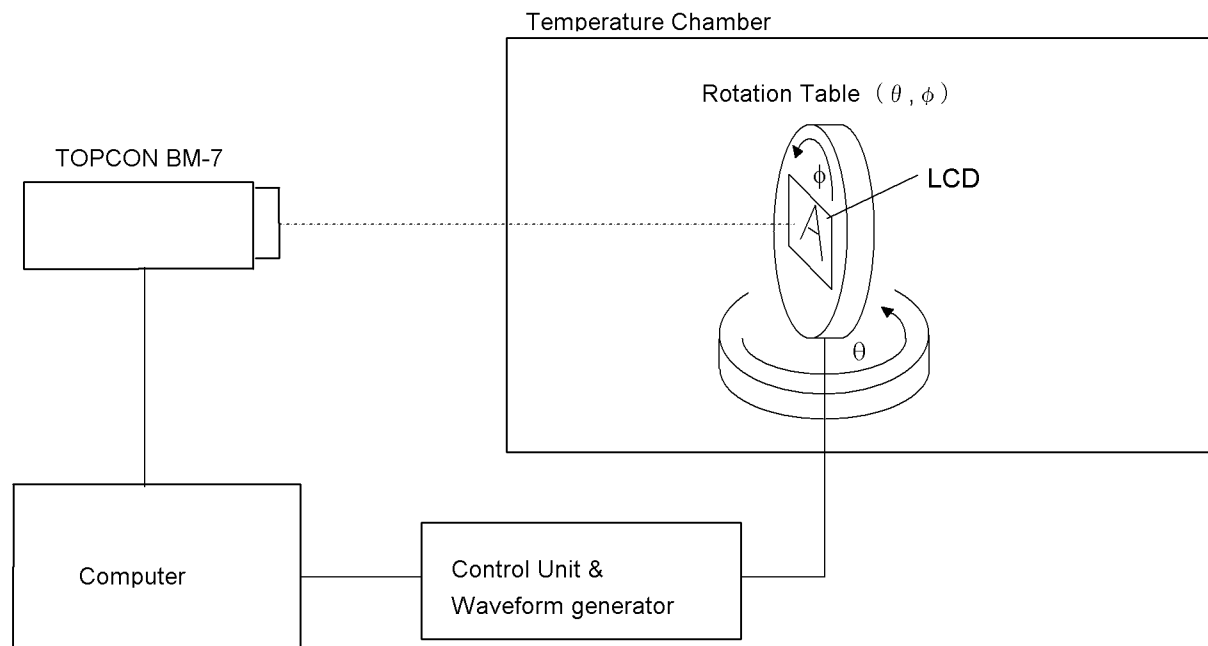 Temperature Chamber
Rotation Table (θ, φ)
TOPCON BM-7
φ
LCD
A
θ
Computer
Control Unit &
Waveform generator